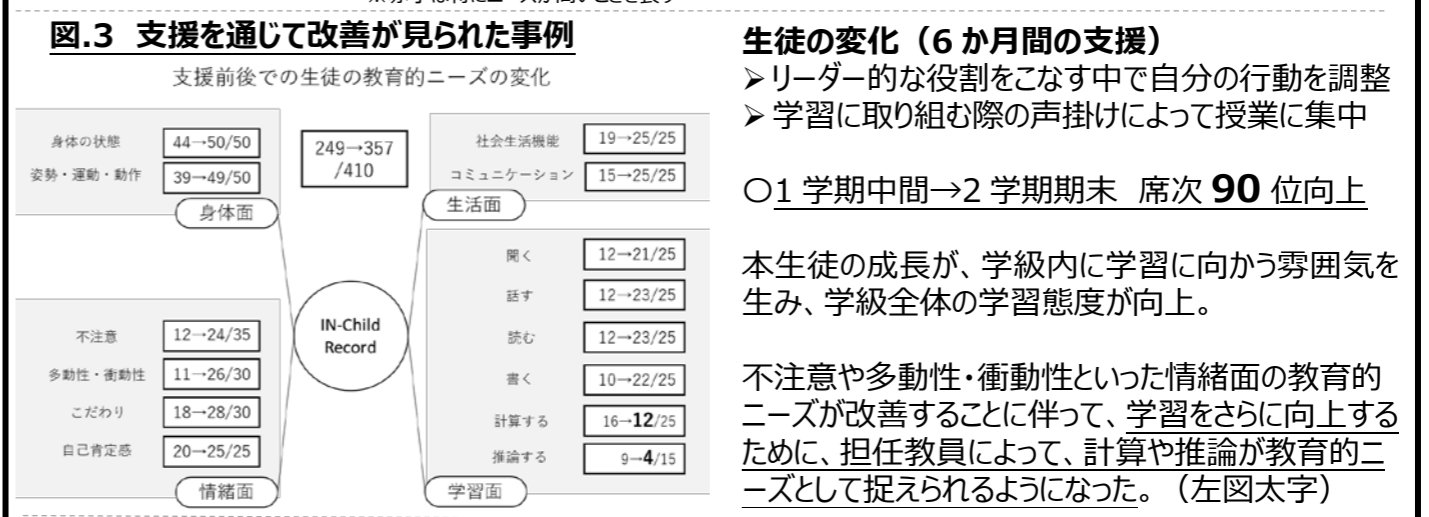 図.3 支援を通じて改善が見られた事例
支援前後での生徒の教育的ニーズの変化
身体の状態 44→50/50
姿勢・運動・動作 39→49/50
身体面
249→357
/410
社会生活機能 19→25/25
コミュニケーション 15→25/25
生活面
IN-Child
Record
不注意 12→24/35
多動性・衝動性 11→26/30
こだわり 18→28/30
自己肯定感 20→25/25
情緒面
聞く 12→21/25
話す 12→23/25
読む 12→23/25
書く 10→22/25
計算する 16→12/25
推論する 9→4/15
学習面
生徒の変化(6か月間の支援)
➢リーダー的な役割をこなす中で自分の行動を調整
➢学習に取り組む際の声掛けによって授業に集中
〇1学期中間→2学期期末 席次 90 位向上
本生徒の成長が、学級内に学習に向かう雰囲気を
生み、学級全体の学習態度が向上。
不注意や多動性・衝動性といった情緒面の教育的
ニーズが改善することに伴って、学習をさらに向上する
ために、担任教員によって、計算や推論が教育的ニ
ーズとして捉えられるようになった。（左図太字）